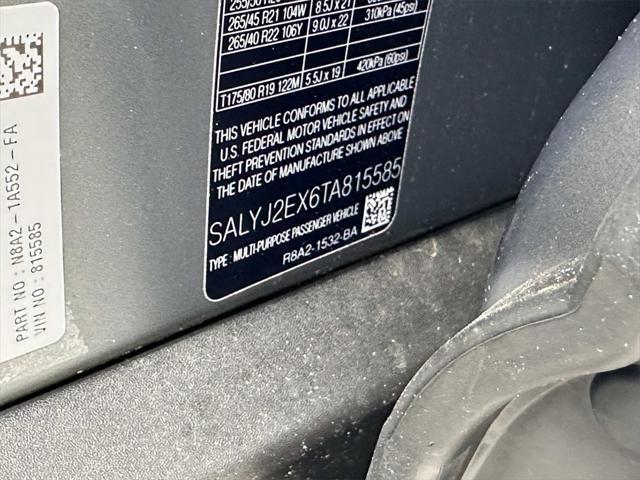 265/45 R21 104W 8.5J x 21
265/40 R22 106Y 9.0J x 22 310kPa (45psi)
T175/80 R19 122M 5.5J x 19 420kPa (60psi)
THIS VEHICLE CONFORMS TO ALL APPLICABLE
U.S. FEDERAL MOTOR VEHICLE SAFETY AND
THEFT PREVENTION STANDARDS IN EFFECT ON
THE DATE OF MANUFACTURE SHOWN ABOVE
SALYJ2EX6TA815585
TYPE : MULTI-PURPOSE PASSENGER VEHICLE
R8A2-1532-BA
PART NO : N8A2-1A552-FA
VIN NO : 815585